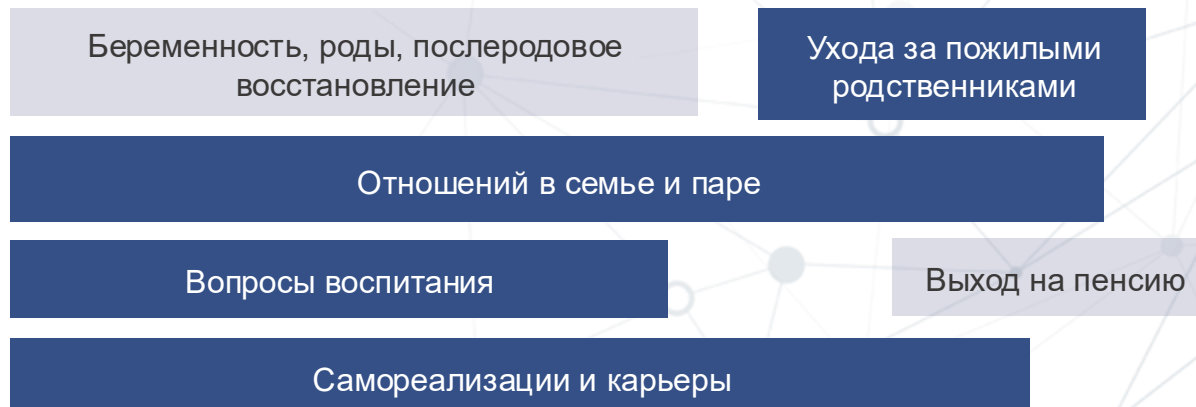 Беременность, роды, послеродовое
восстановление
Ухода за пожилыми
родственниками
Отношений в семье и паре
Вопросы воспитания
Выход на пенсию
Самореализации и карьеры